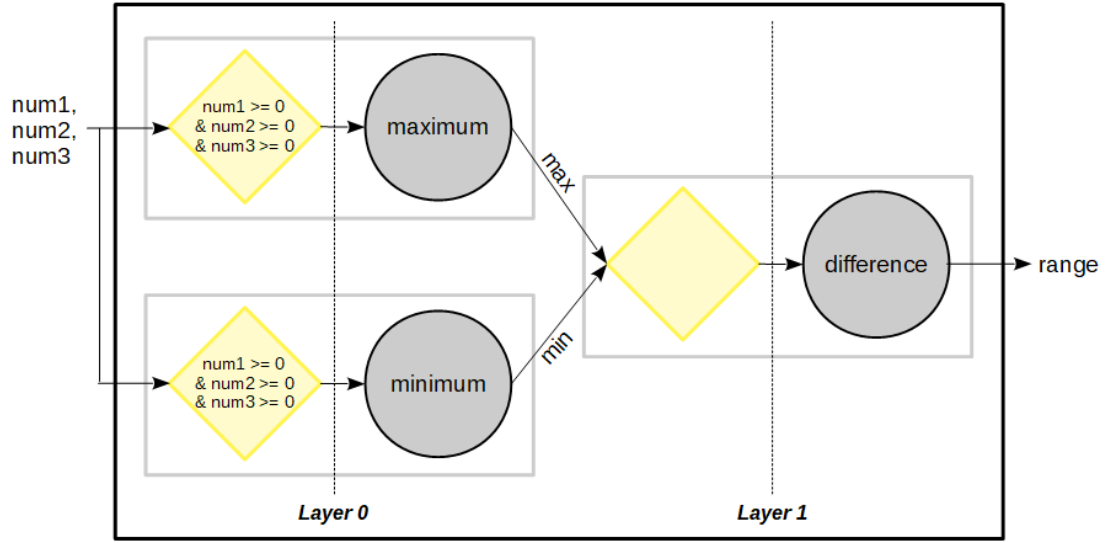 num1,
num2,
num3
num1 >= 0
& num2 >= 0
& num3 >= 0
maximum
max
num1 >= 0
& num2 >= 0
& num3 >= 0
minimum
min
difference
range
Layer 0
Layer 1